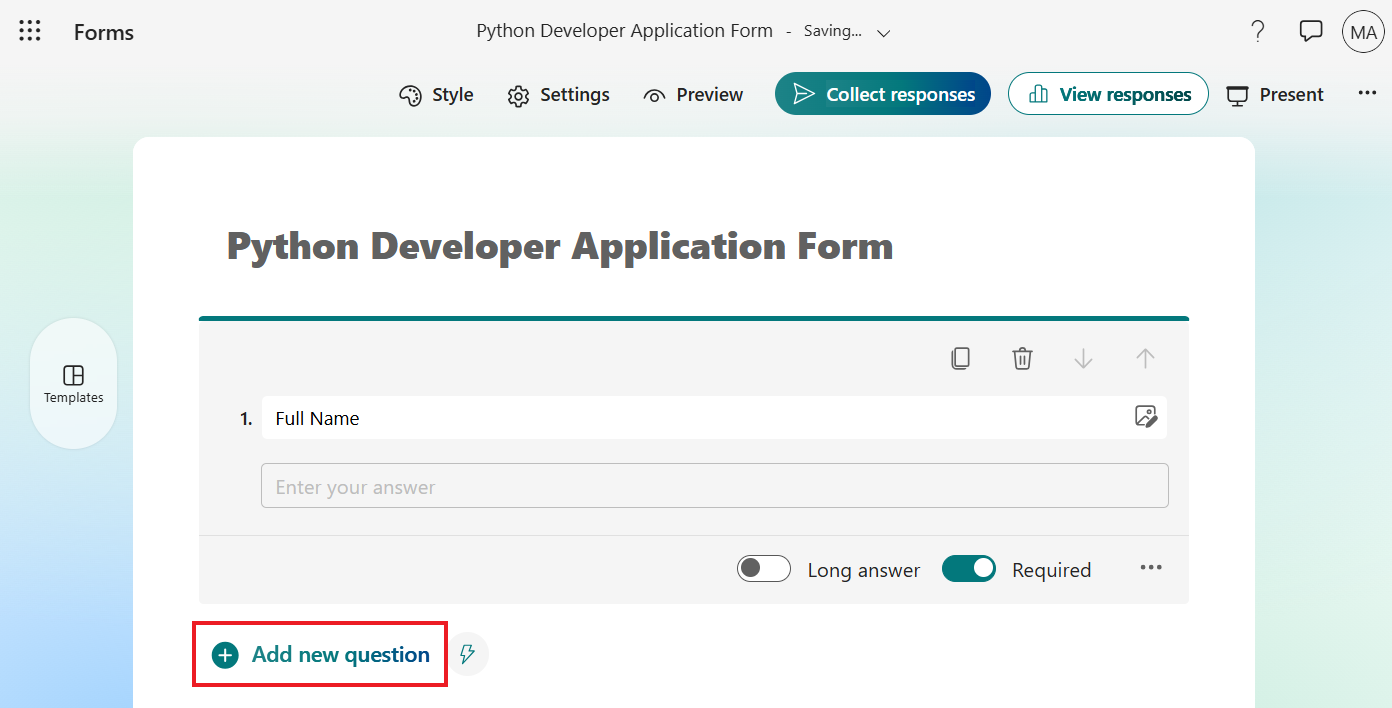 Forms
Python Developer Application Form - Saving...
? MA
Style Settings Preview Collect responses View responses Present ...
Python Developer Application Form
Templates
1. Full Name
Enter your answer
Long answer Required ...
Add new question